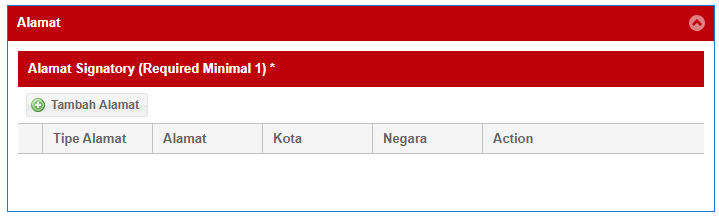 Alamat
Alamat Signatory (Required Minimal 1) *
Tambah Alamat
Tipe Alamat Alamat Kota Negara Action